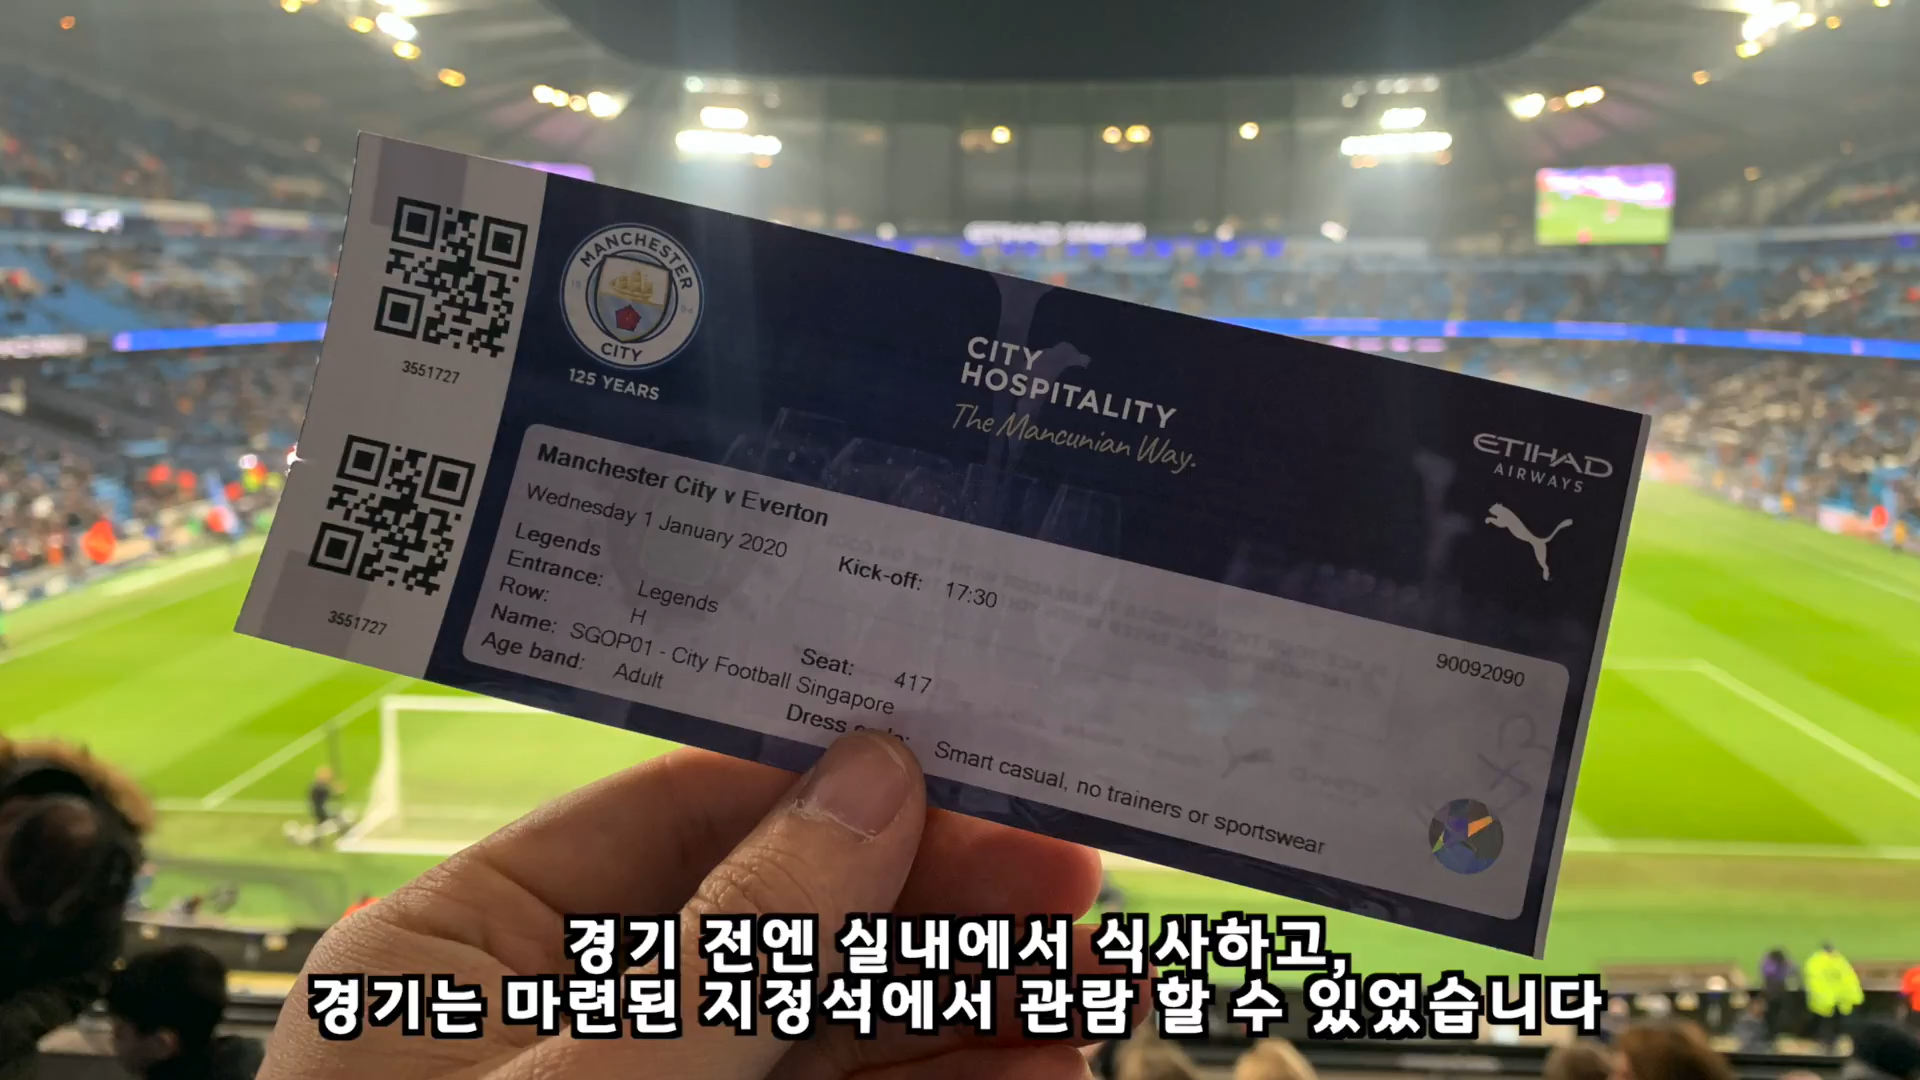 3551727
3551727
MANCHESTER
CITY
125 YEARS
CITY
HOSPITALITY
The Mancunian Way.
ETIHAD
AIRWAYS
Manchester City v Everton
Wednesday 1 January 2020
Kick-off: 17:30
Legends
Entrance: Legends
Row: H
Seat: 417
Name: SGOP01 - City Football Singapore
Age band: Adult
Dress code: Smart casual, no trainers or sportswear
90092090
ETIHAD STADIUM
경기 전엔 실내에서 식사하고,
경기는 마련된 지정석에서 관람 할 수 있었습니다